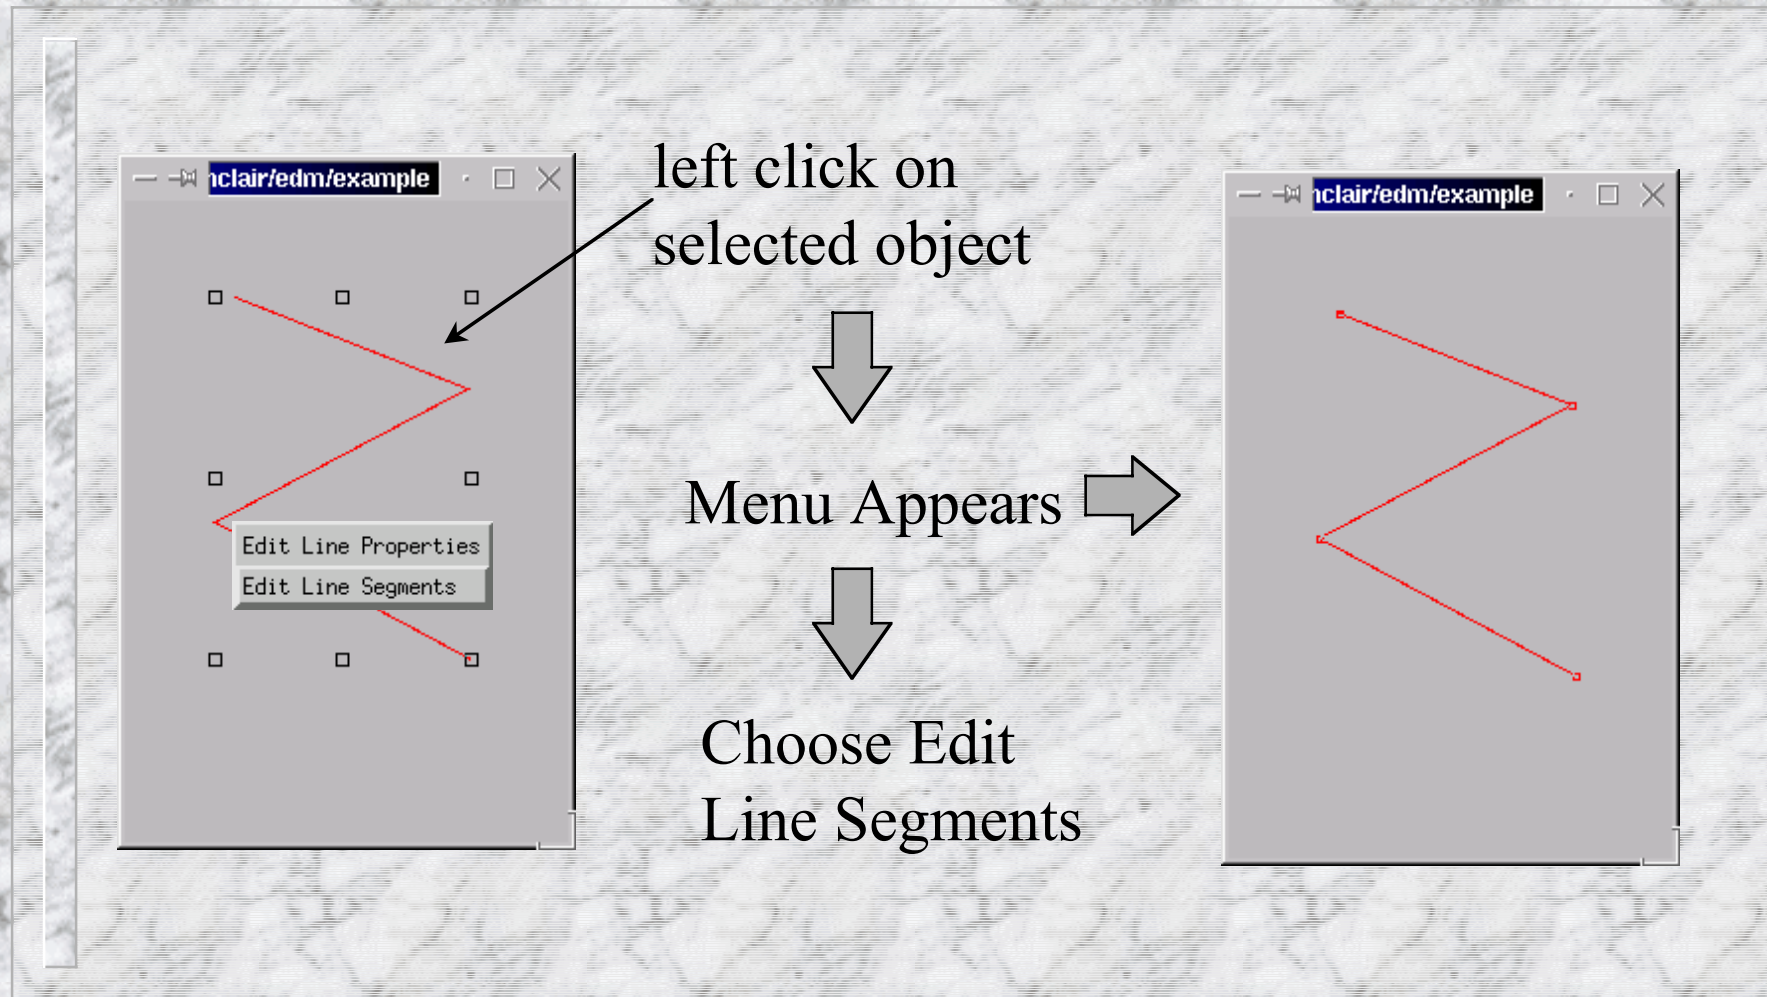 nclair/edm/example
left click on
selected object
Menu Appears
Edit Line Properties
Edit Line Segments
Choose Edit
Line Segments
nclair/edm/example